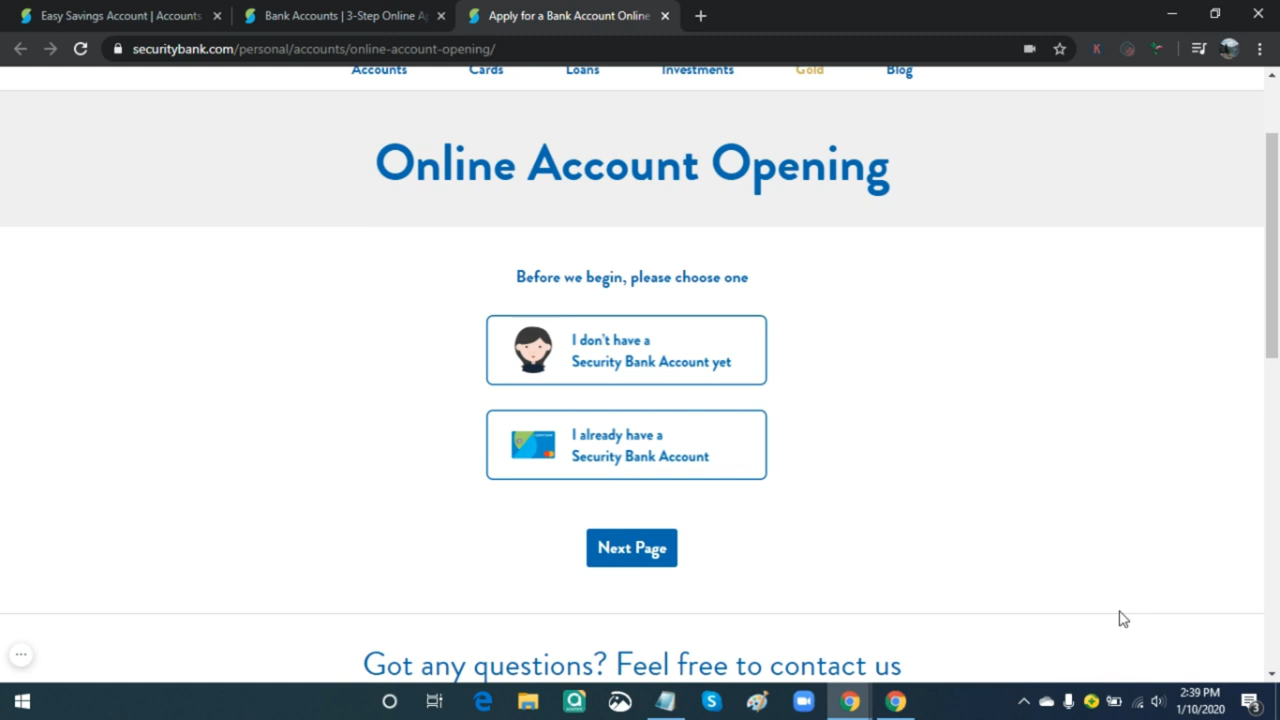 Easy Savings Account | Accounts
Bank Accounts | 3-Step Online Ap
Apply for a Bank Account Online
securitybank.com/personal/accounts/online-account-opening/
Accounts Cards Loans Investments Gold Blog
Online Account Opening
Before we begin, please choose one
I don't have a
Security Bank Account yet
I already have a
Security Bank Account
Next Page
Got any questions? Feel free to contact us
2:39 PM
1/10/2020
3